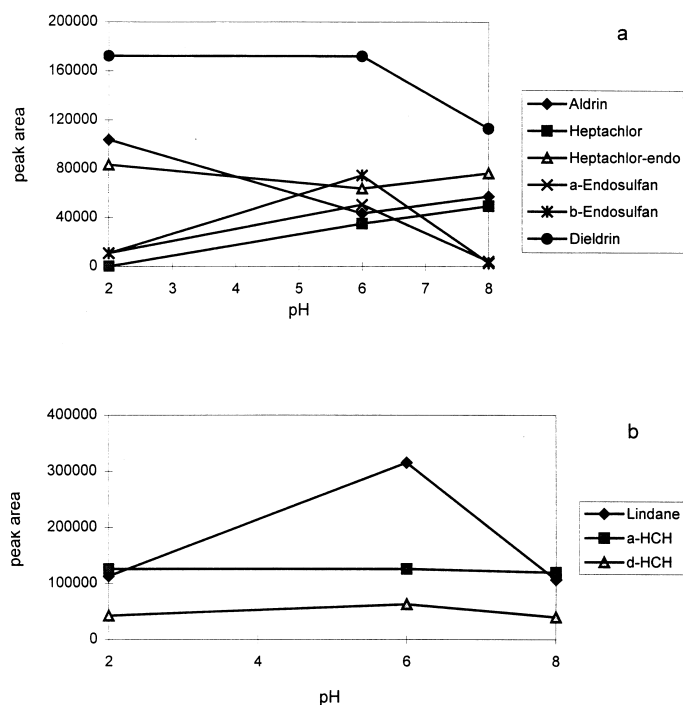 a
200000
160000
120000
80000
40000
0
peak area
2 3 4 5 6 7 8
pH
Aldrin
Heptachlor
Heptachlor-endo
a-Endosulfan
b-Endosulfan
Dieldrin
b
400000
300000
200000
100000
0
peak area
2 4 6 8
pH
Lindane
a-HCH
d-HCH